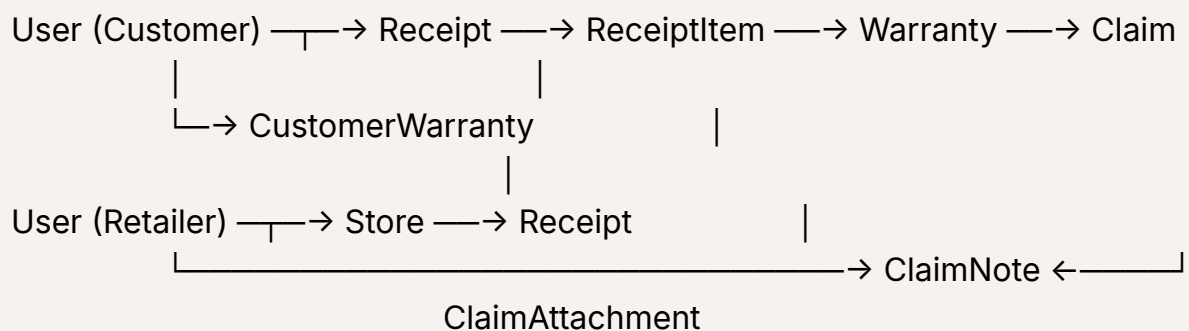 User (Customer) ─┬─→ Receipt ──→ ReceiptItem ──→ Warranty ──→ Claim
│ │
└─→ CustomerWarranty │
│
User (Retailer) ─┬─→ Store ──→ Receipt │
└──────────────────────────────→ ClaimNote ←─────┘
ClaimAttachment